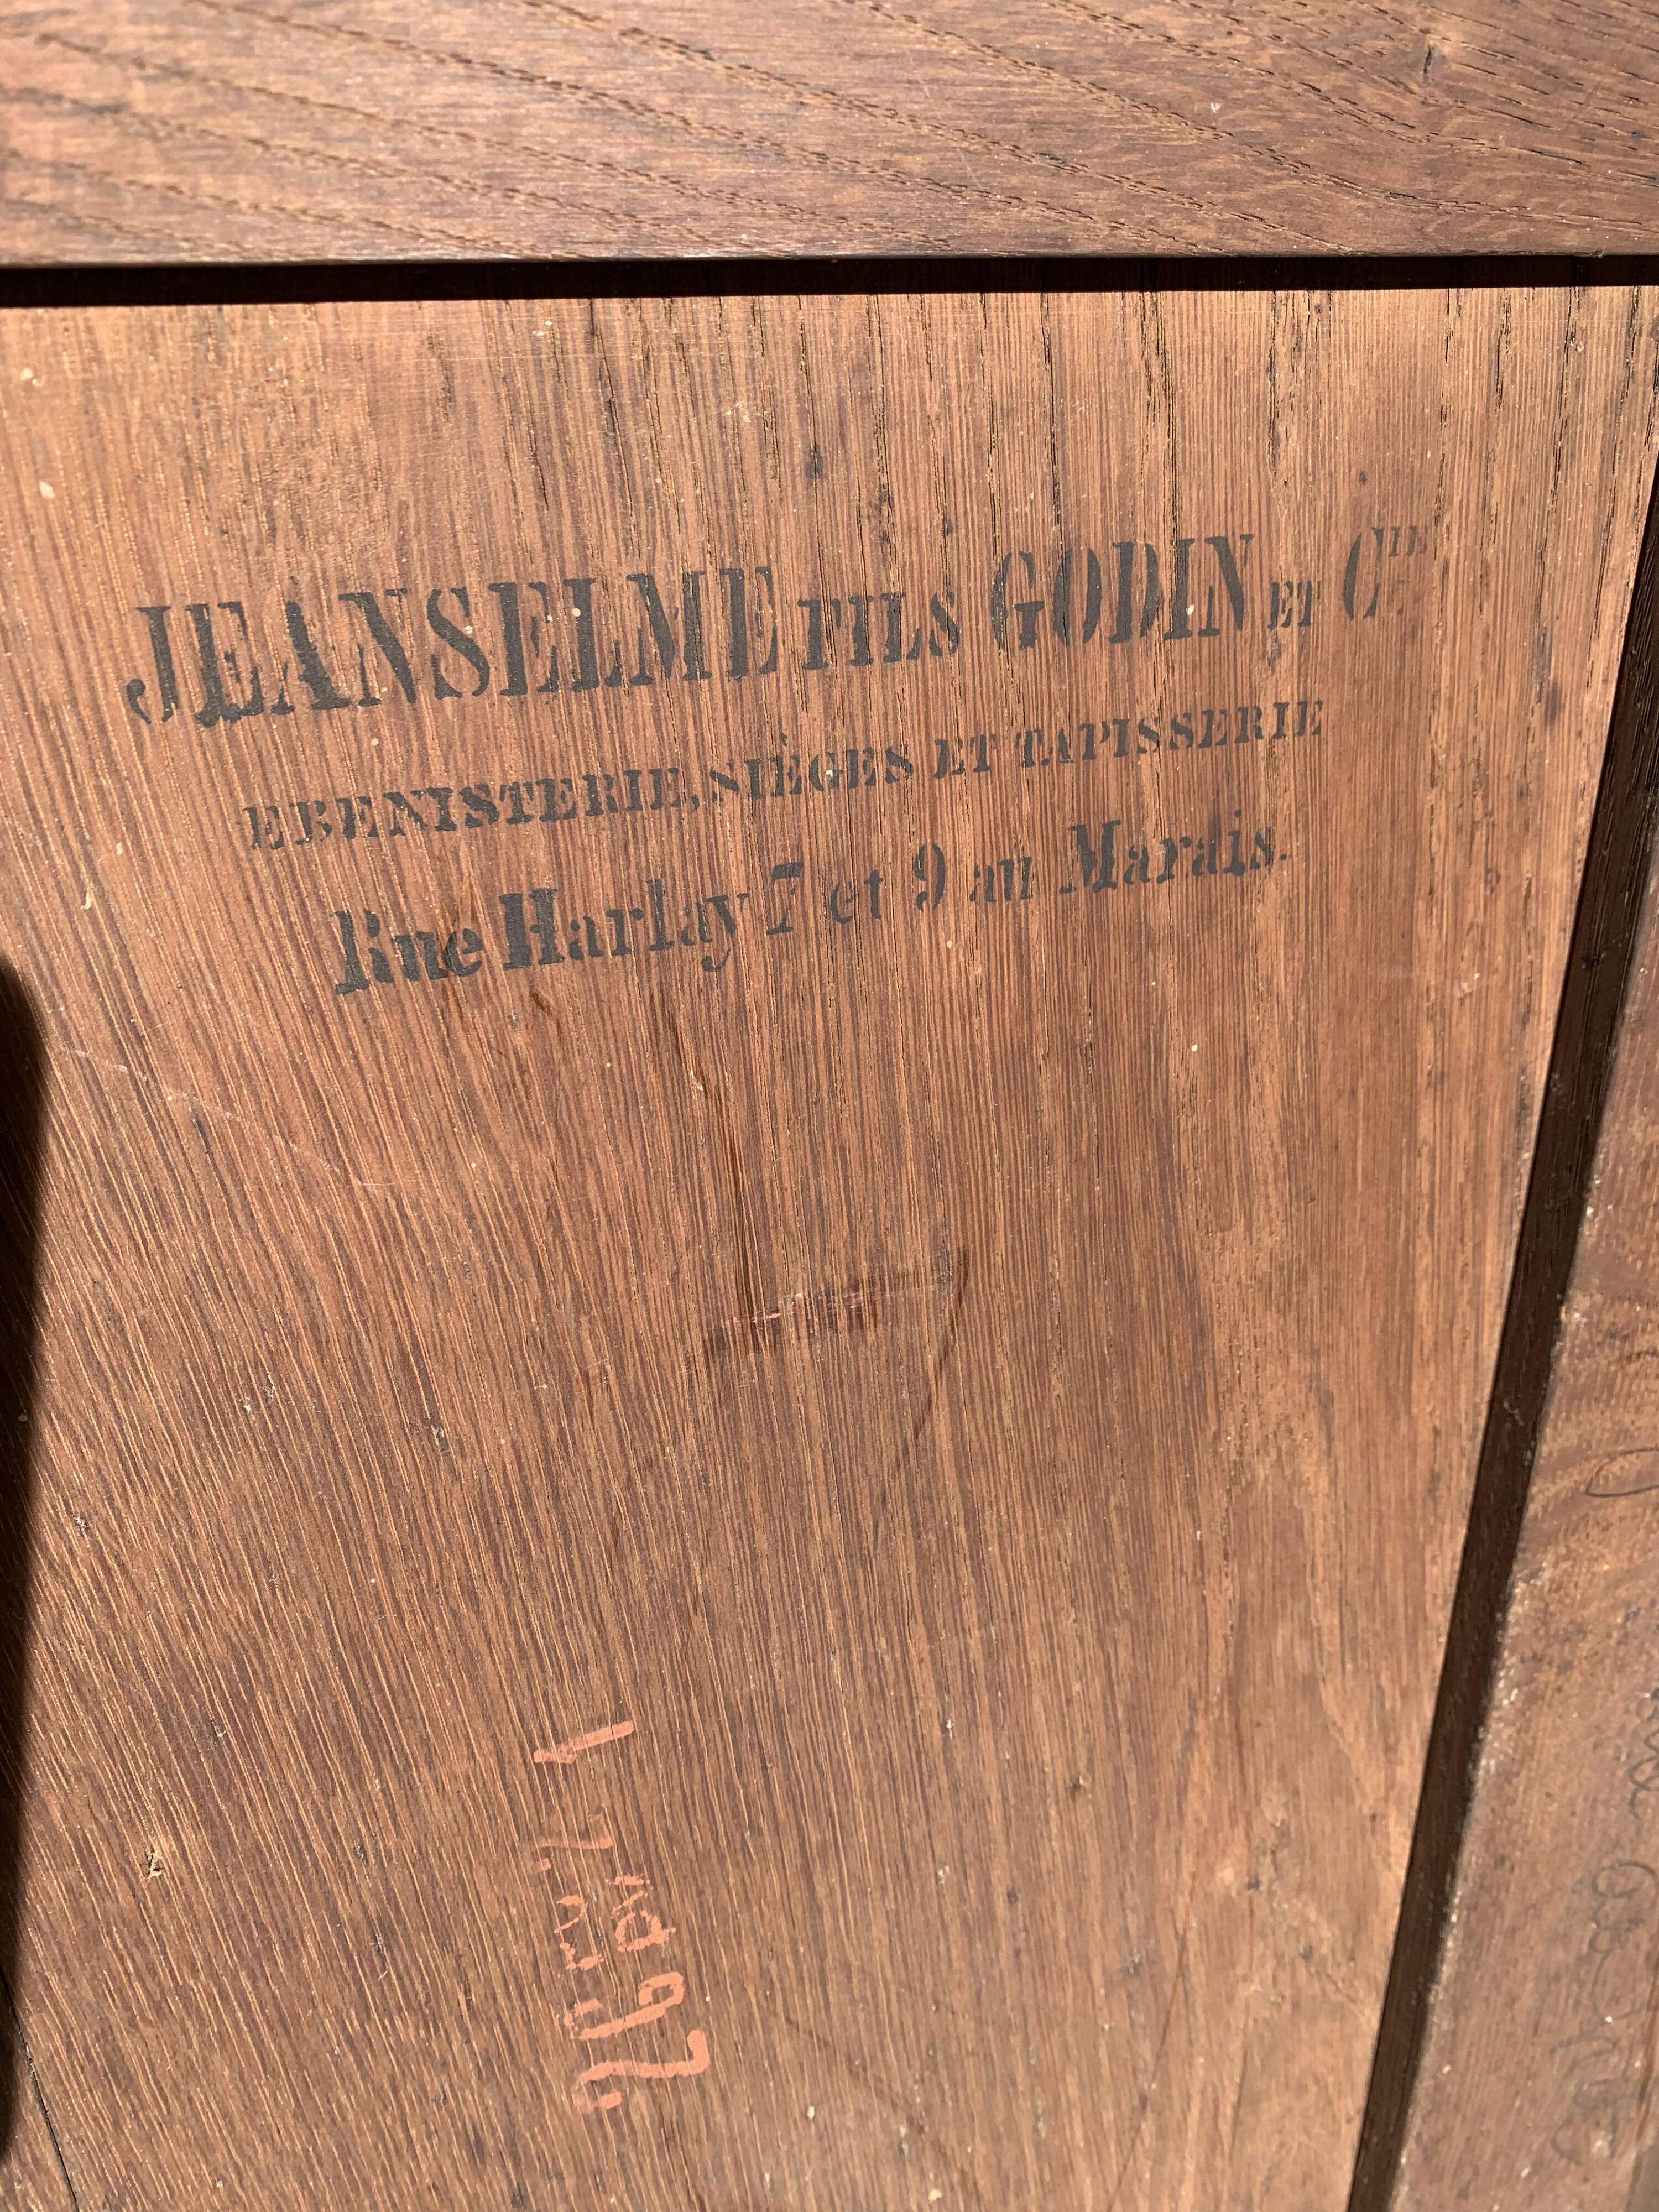 JEANSELME FILS GODIN ET CIE
EBENISTERIE, SIÈGES ET TAPISSERIE
Rue Harlay 7 et 9 au Marais.